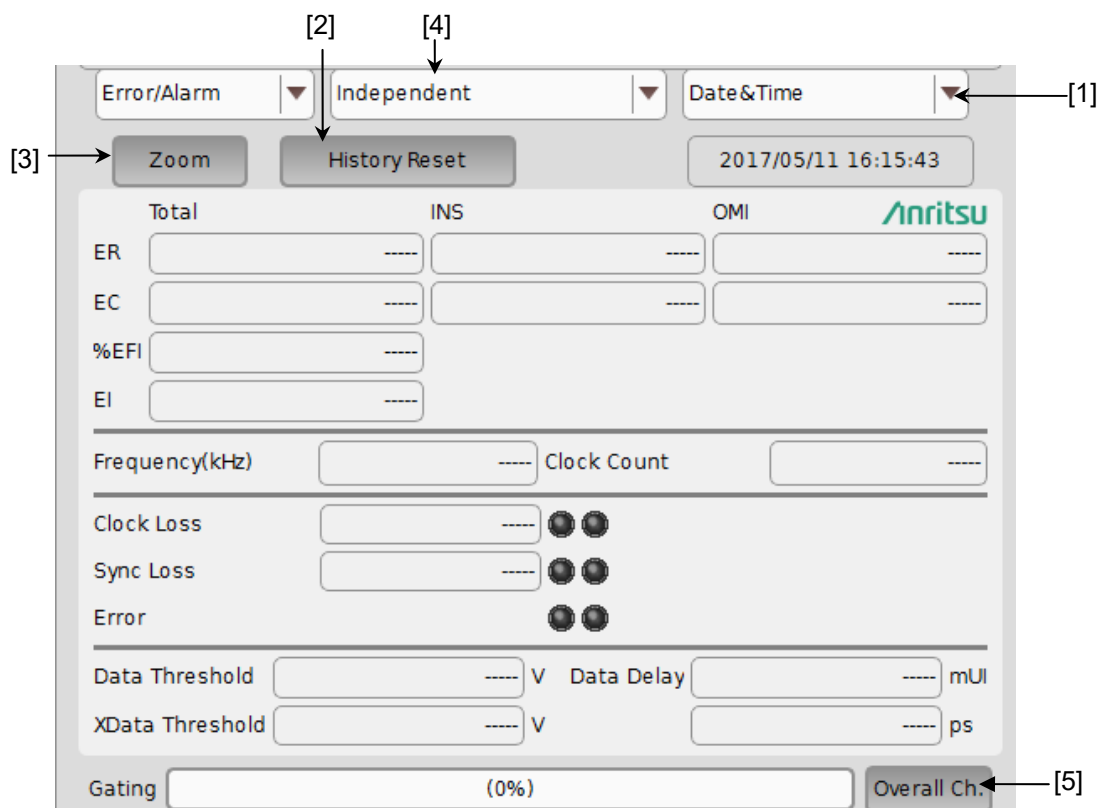 [2] [4]
Error/Alarm Independent Date&Time [1]
[3] Zoom History Reset 2017/05/11 16:15:43
Total INS OMI Anritsu
ER ----- ----- -----
EC ----- ----- -----
%EFI -----
EI -----
Frequency(kHz) ----- Clock Count -----
Clock Loss -----
Sync Loss -----
Error
Data Threshold ----- V Data Delay ----- mUI
XData Threshold ----- V ----- ps
Gating (0%) Overall Ch. [5]